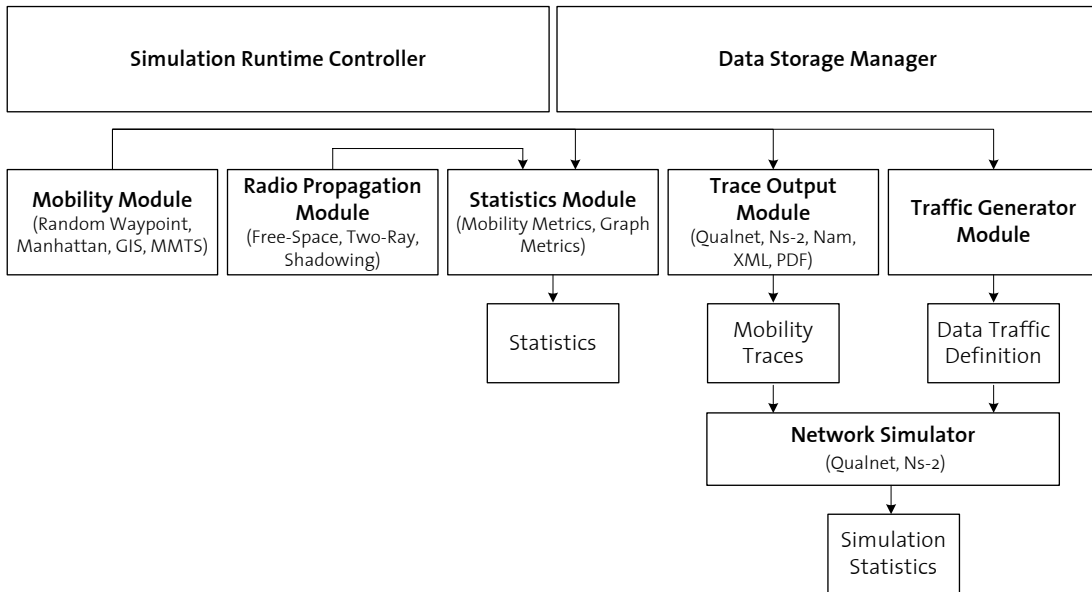 Simulation Runtime Controller
Data Storage Manager
Mobility Module
(Random Waypoint,
Manhattan, GIS, MMTS)
Radio Propagation
Module
(Free-Space, Two-Ray,
Shadowing)
Statistics Module
(Mobility Metrics, Graph
Metrics)
Trace Output
Module
(Qualnet, Ns-2, Nam,
XML, PDF)
Traffic Generator
Module
Statistics
Mobility
Traces
Data Traffic
Definition
Network Simulator
(Qualnet, Ns-2)
Simulation
Statistics